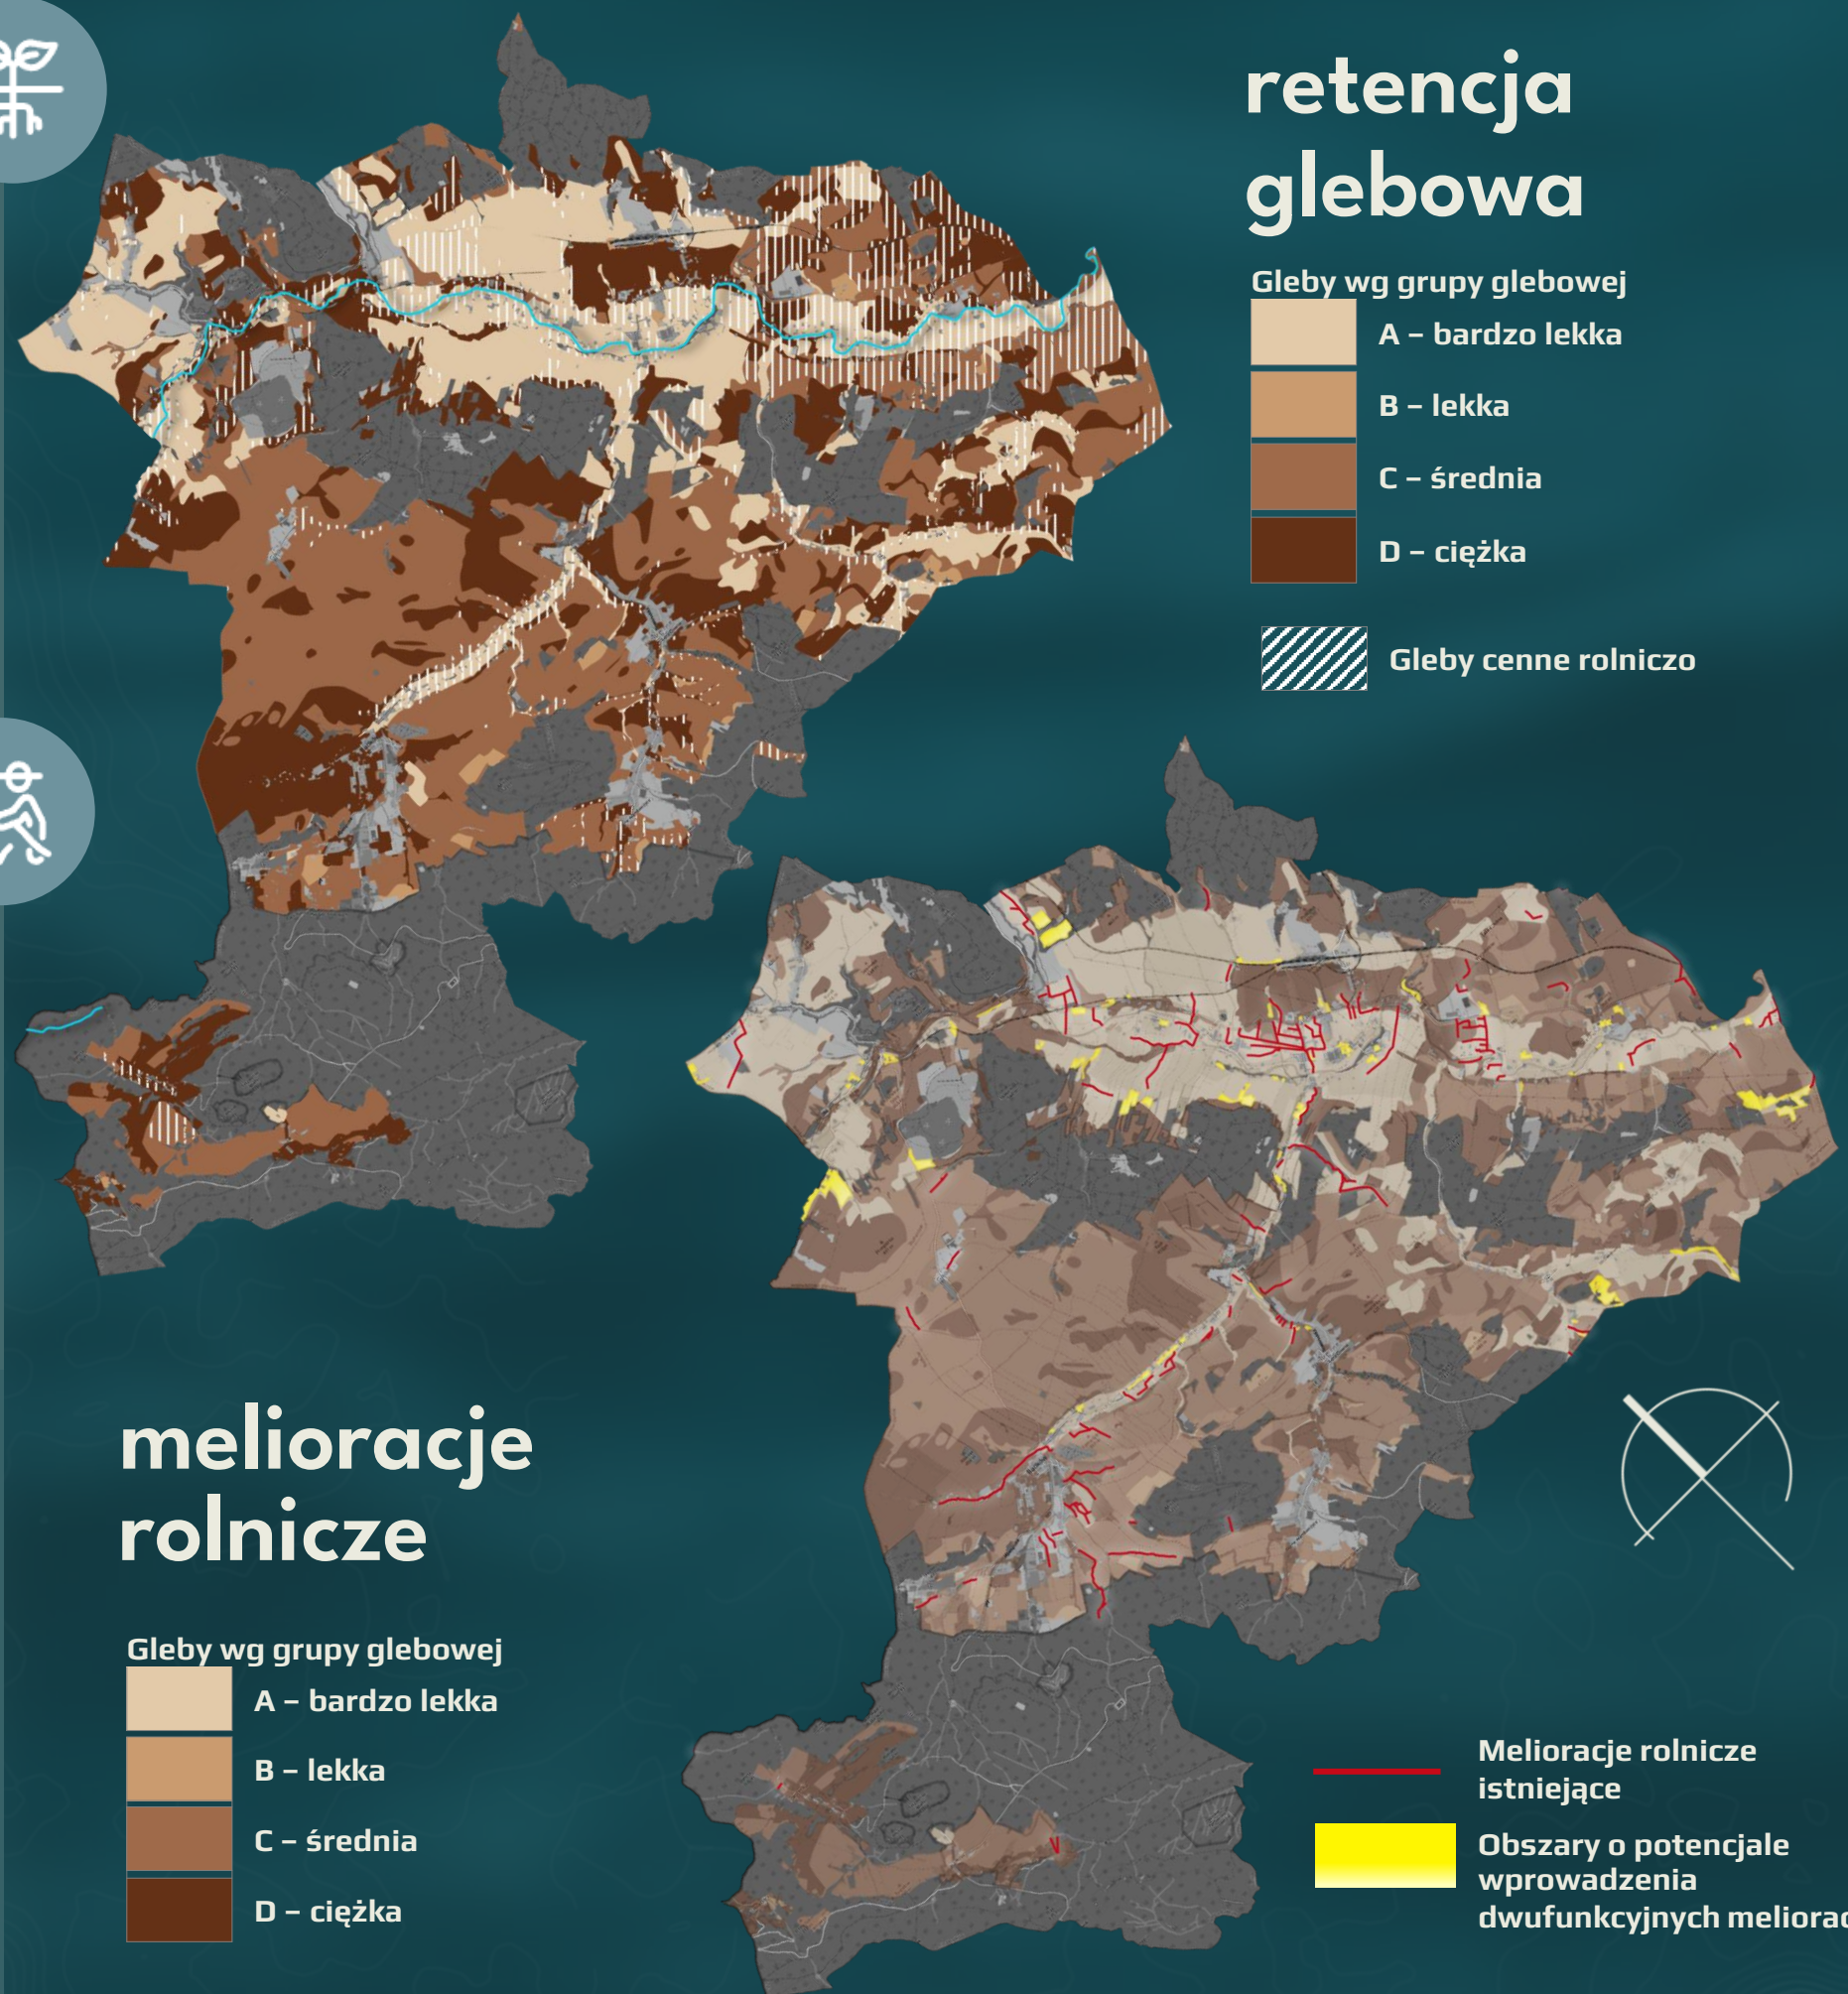 retencja
glebowa
Gleby wg grupy glebowej
A – bardzo lekka
B – lekka
C – średnia
D – ciężka
Gleby cenne rolniczo
melioracje
rolnicze
Gleby wg grupy glebowej
A – bardzo lekka
B – lekka
C – średnia
D – ciężka
Melioracje rolnicze
istniejące
Obszary o potencjale
wprowadzenia
dwufunkcyjnych